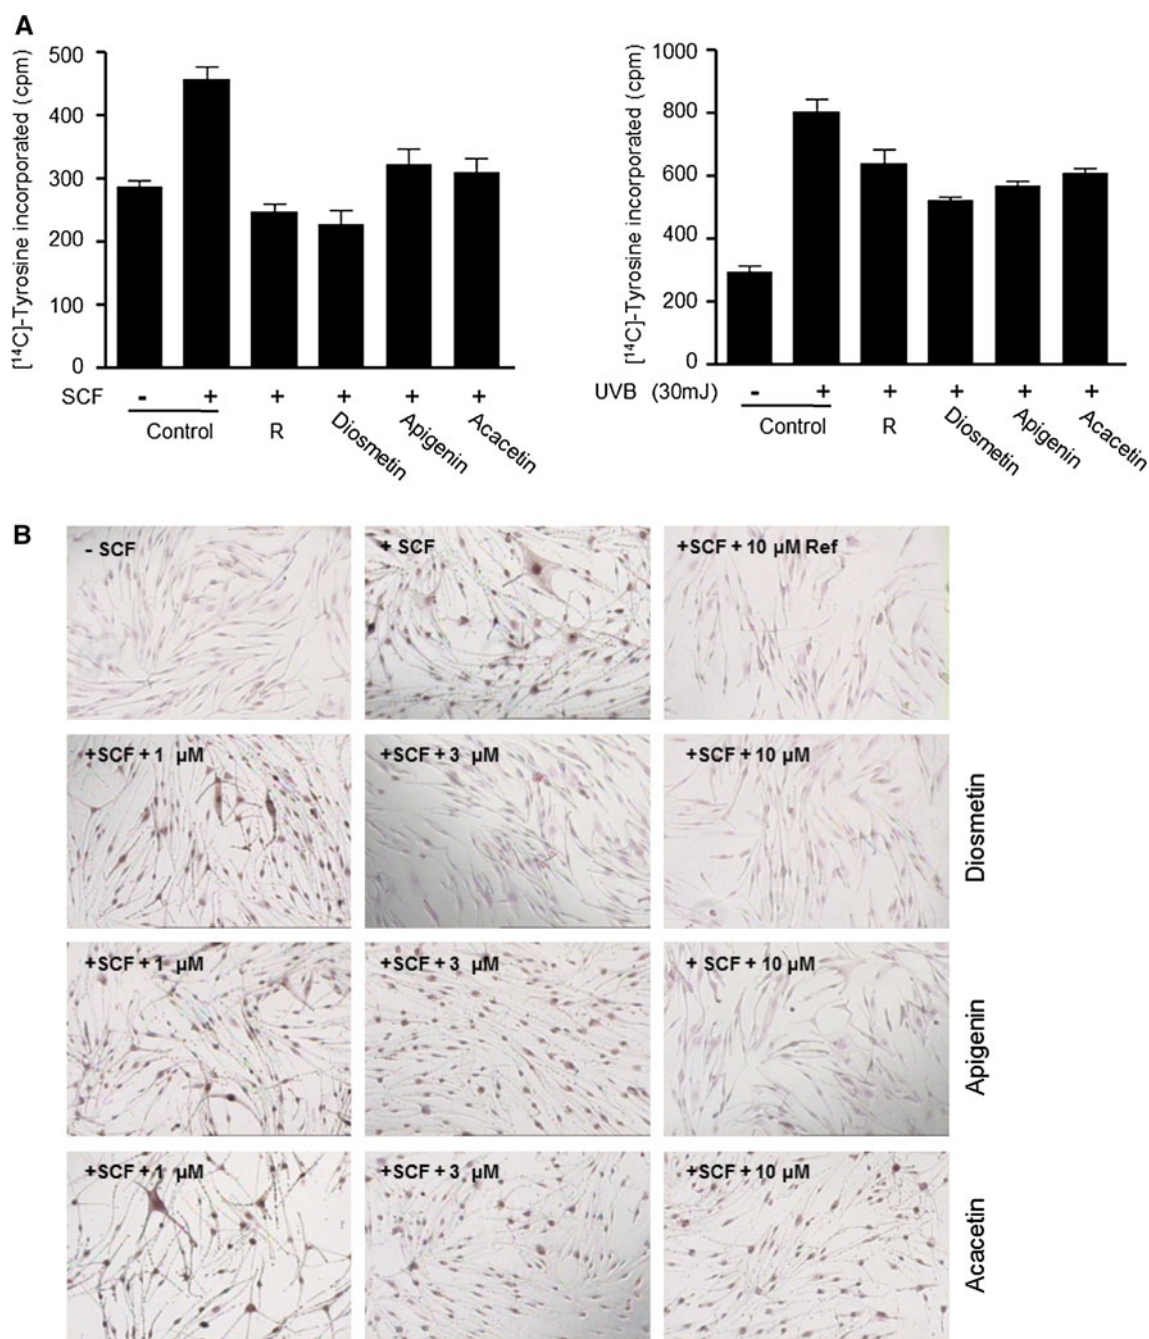 A
[¹⁴C]-Tyrosine incorporated (cpm)
500
400
300
200
100
0
SCF - + + + + +
Control R Diosmetin Apigenin Acacetin
[¹⁴C]-Tyrosine incorporated (cpm)
1000
800
600
400
200
0
UVB (30mJ) - + + + + +
Control R Diosmetin Apigenin Acacetin
B
- SCF
+ SCF
+SCF + 10 µM Ref
+SCF + 1 µM
+SCF + 3 µM
+SCF + 10 µM
Diosmetin
+SCF + 1 µM
+SCF + 3 µM
+ SCF + 10 µM
Apigenin
+SCF + 1 µM
+SCF + 3 µM
+SCF + 10 µM
Acacetin